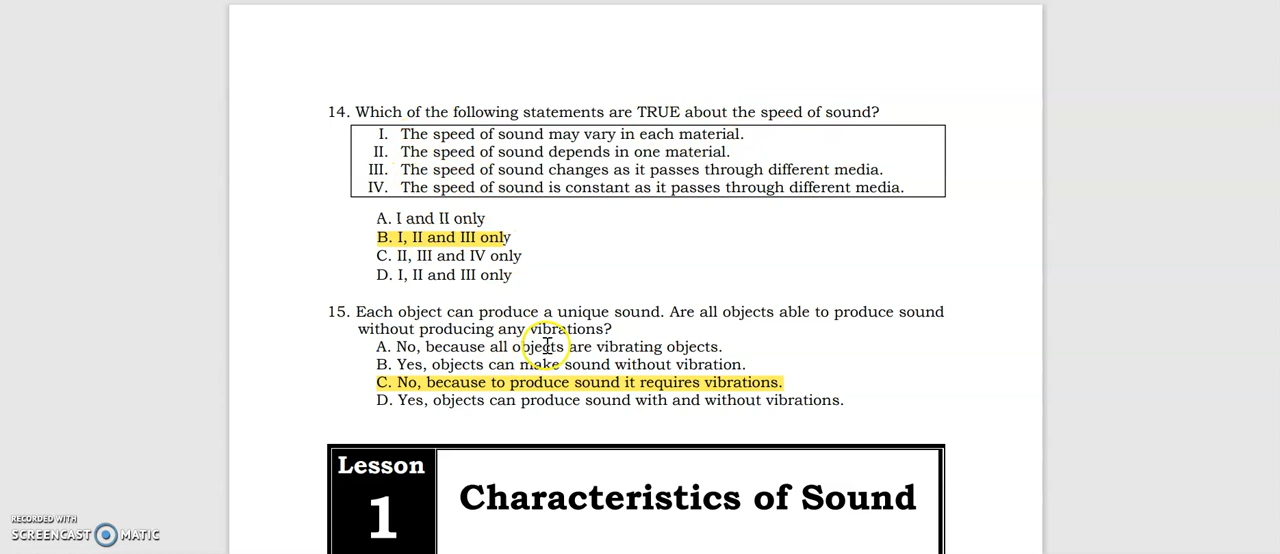 14. Which of the following statements are TRUE about the speed of sound?
I. The speed of sound may vary in each material.
II. The speed of sound depends in one material.
III. The speed of sound changes as it passes through different media.
IV. The speed of sound is constant as it passes through different media.
A. I and II only
B. I, II and III only
C. II, III and IV only
D. I, II and III only
15. Each object can produce a unique sound. Are all objects able to produce sound
without producing any vibrations?
A. No, because all objects are vibrating objects.
B. Yes, objects can make sound without vibration.
C. No, because to produce sound it requires vibrations.
D. Yes, objects can produce sound with and without vibrations.
Lesson
1
Characteristics of Sound
RECORDED WITH
SCREENCAST MATIC